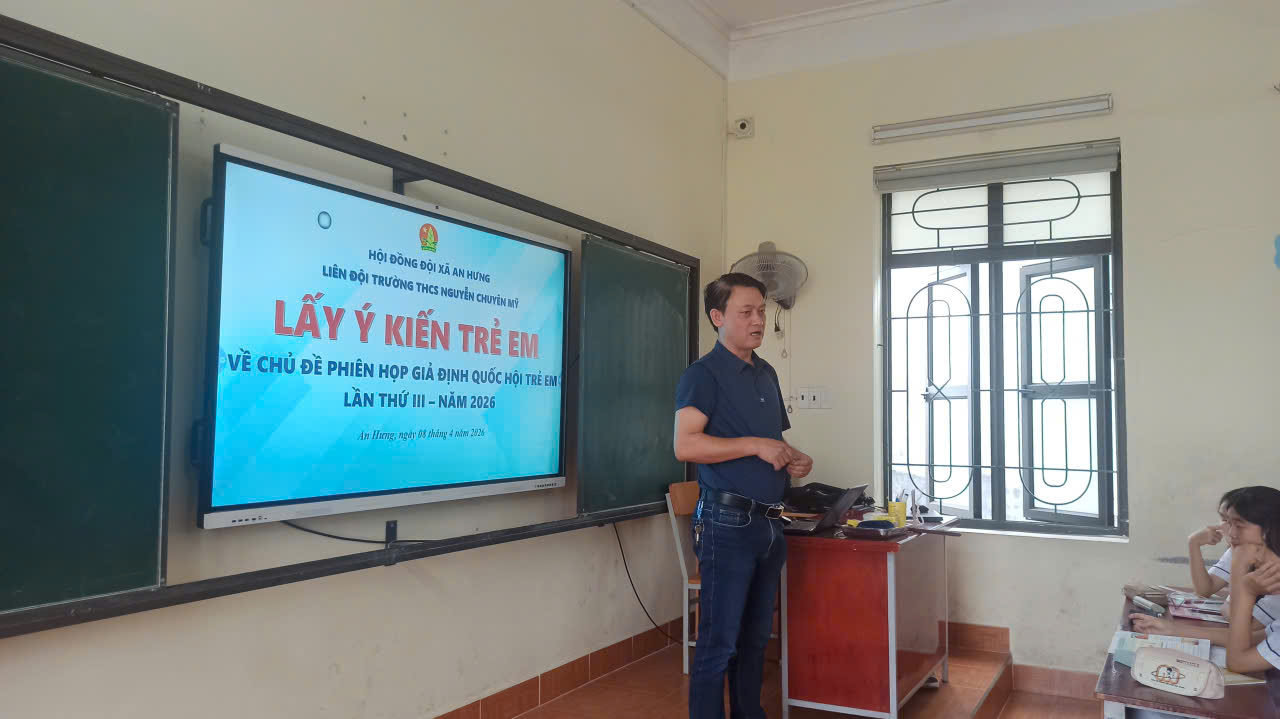 HỘI ĐỒNG ĐỘI XÃ AN HƯNG
LIÊN ĐỘI TRƯỜNG THCS NGUYỄN CHUYÊN MỸ
LẤY Ý KIẾN TRẺ EM
VỀ CHỦ ĐỀ PHIÊN HỌP GIẢ ĐỊNH QUỐC HỘI TRẺ EM
LẦN THỨ III – NĂM 2026
An Hưng, ngày 08 tháng 4 năm 2026